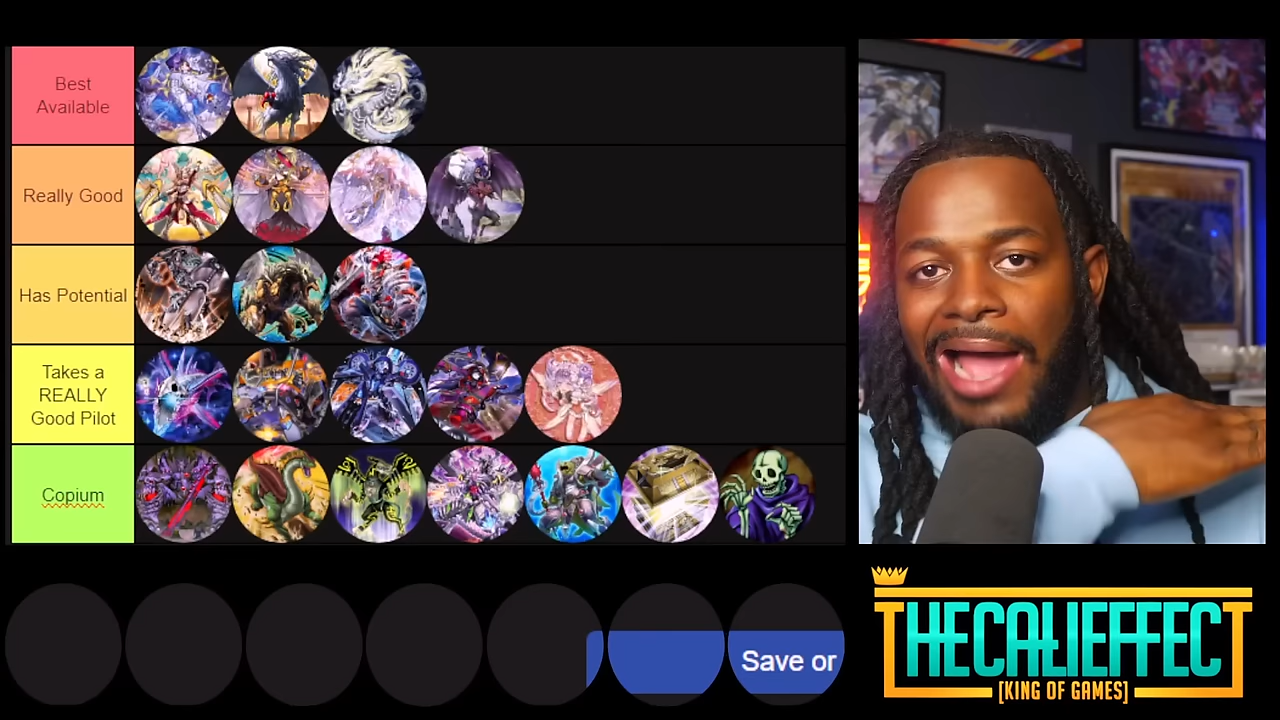 Best
Available
Really Good
Has Potential
Takes a
REALLY
Good Pilot
Copium
Save or
THECALIEFFECT
[KING OF GAMES]